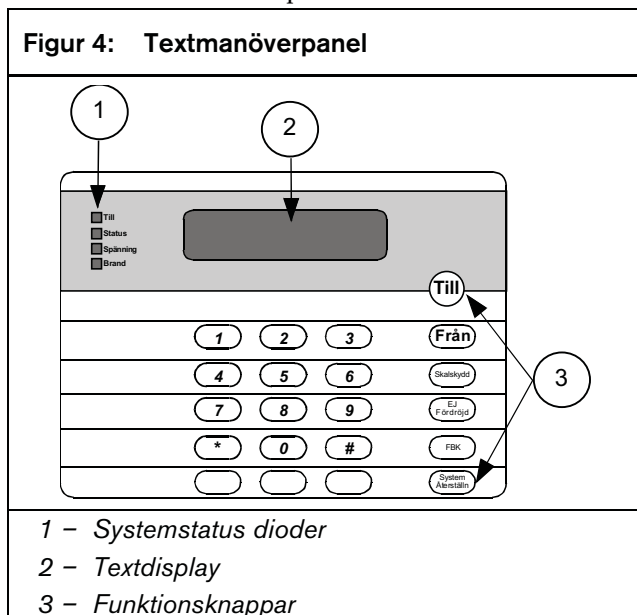 Figur 4: Textmanöverpanel
1
2
Till
Status
Spänning
Brand
Till
1 2 3 Från
4 5 6 Skalskydd
3
7 8 9 EJ
Fördröjd
* 0 # FBK
System
Återställn
1 – Systemstatus dioder
2 – Textdisplay
3 – Funktionsknappar